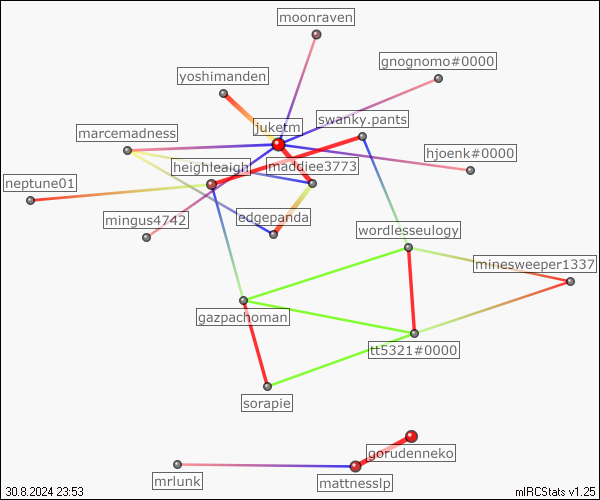 moonraven
gnognomo#0000
yoshimanden
swanky.pants
juketm
marcemadness
hjoenk#0000
heighleaigh
maddiee3773
neptune01
mingus4742
edgepanda
wordlesseulogy
minesweeper1337
gazpachoman
tt5321#0000
sorapie
gorudenneko
mrlunk
mattnesslp
30.8.2024 23:53
mIRCStats v1.25